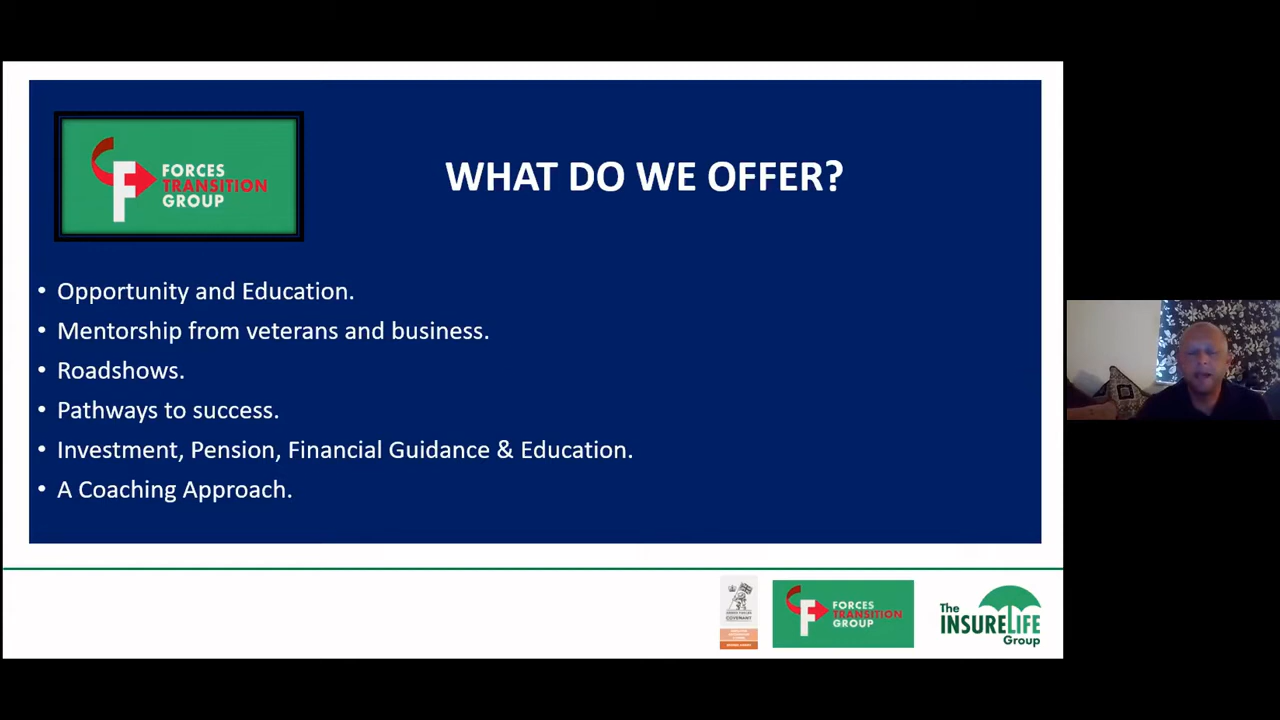 FORCES
TRANSITION
GROUP
WHAT DO WE OFFER?
• Opportunity and Education.
• Mentorship from veterans and business.
• Roadshows.
• Pathways to success.
• Investment, Pension, Financial Guidance & Education.
• A Coaching Approach.
COVENANT
FORCES
TRANSITION
GROUP
The
INSURELIFE
Group